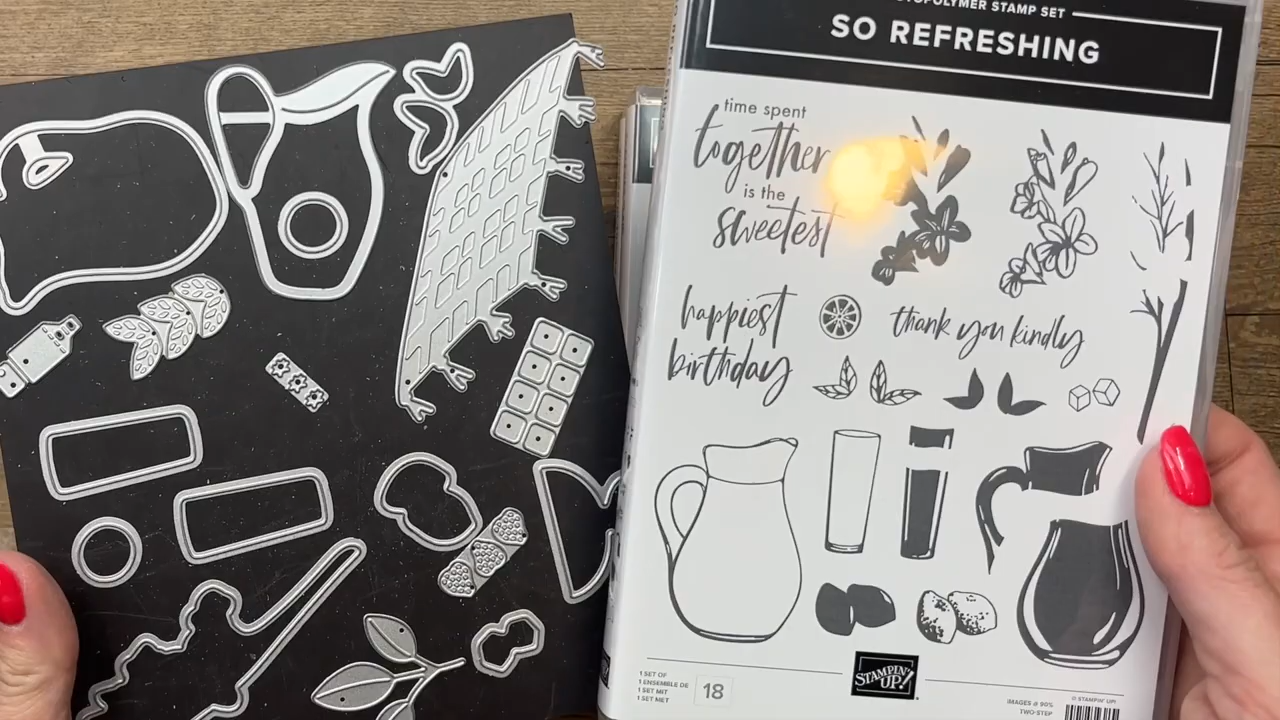 POLYMER STAMP SET
SO REFRESHING
time spent
together
is the
sweetest
happiest
birthday
thank you kindly
1 SET OF
1 ENSEMBLE DE
1 SET MIT
1 SET MET
18
STAMPIN' UP!
© STAMPIN' UP!
IMAGES @ 90%
TWO-STEP